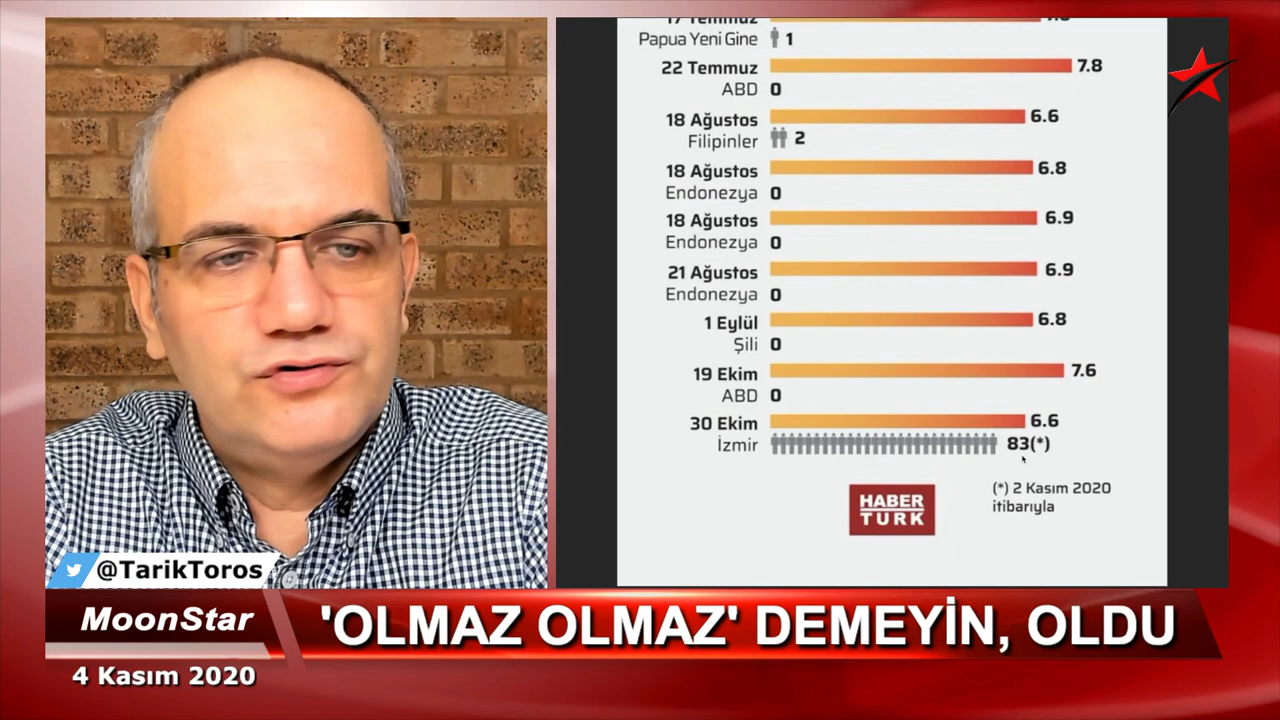 17 Temmuz
Papua Yeni Gine 1
22 Temmuz 7.8
ABD 0
18 Ağustos 6.6
Filipinler 2
18 Ağustos 6.8
Endonezya 0
18 Ağustos 6.9
Endonezya 0
21 Ağustos 6.9
Endonezya 0
1 Eylül 6.8
Şili 0
19 Ekim 7.6
ABD 0
30 Ekim 6.6
İzmir 83(*)
(*) 2 Kasım 2020
itibarıyla
HABER
TURK
@TarikToros
MoonStar
'OLMAZ OLMAZ' DEMEYİN, OLDU
4 Kasım 2020